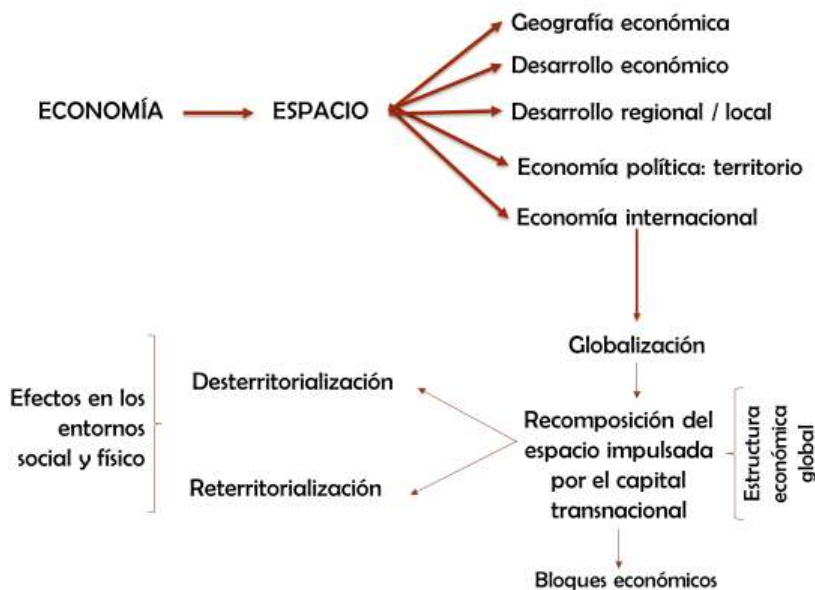 Geografía económica
Desarrollo económico
ECONOMÍA
ESPACIO
Desarrollo regional / local
Economía política: territorio
Economía internacional
Globalización
Desterritorialización
Efectos en los
entornos
social y físico
Reterritorialización
Recomposición del
espacio impulsada
por el capital
transnacional
Estructura
económica
global
Bloques económicos